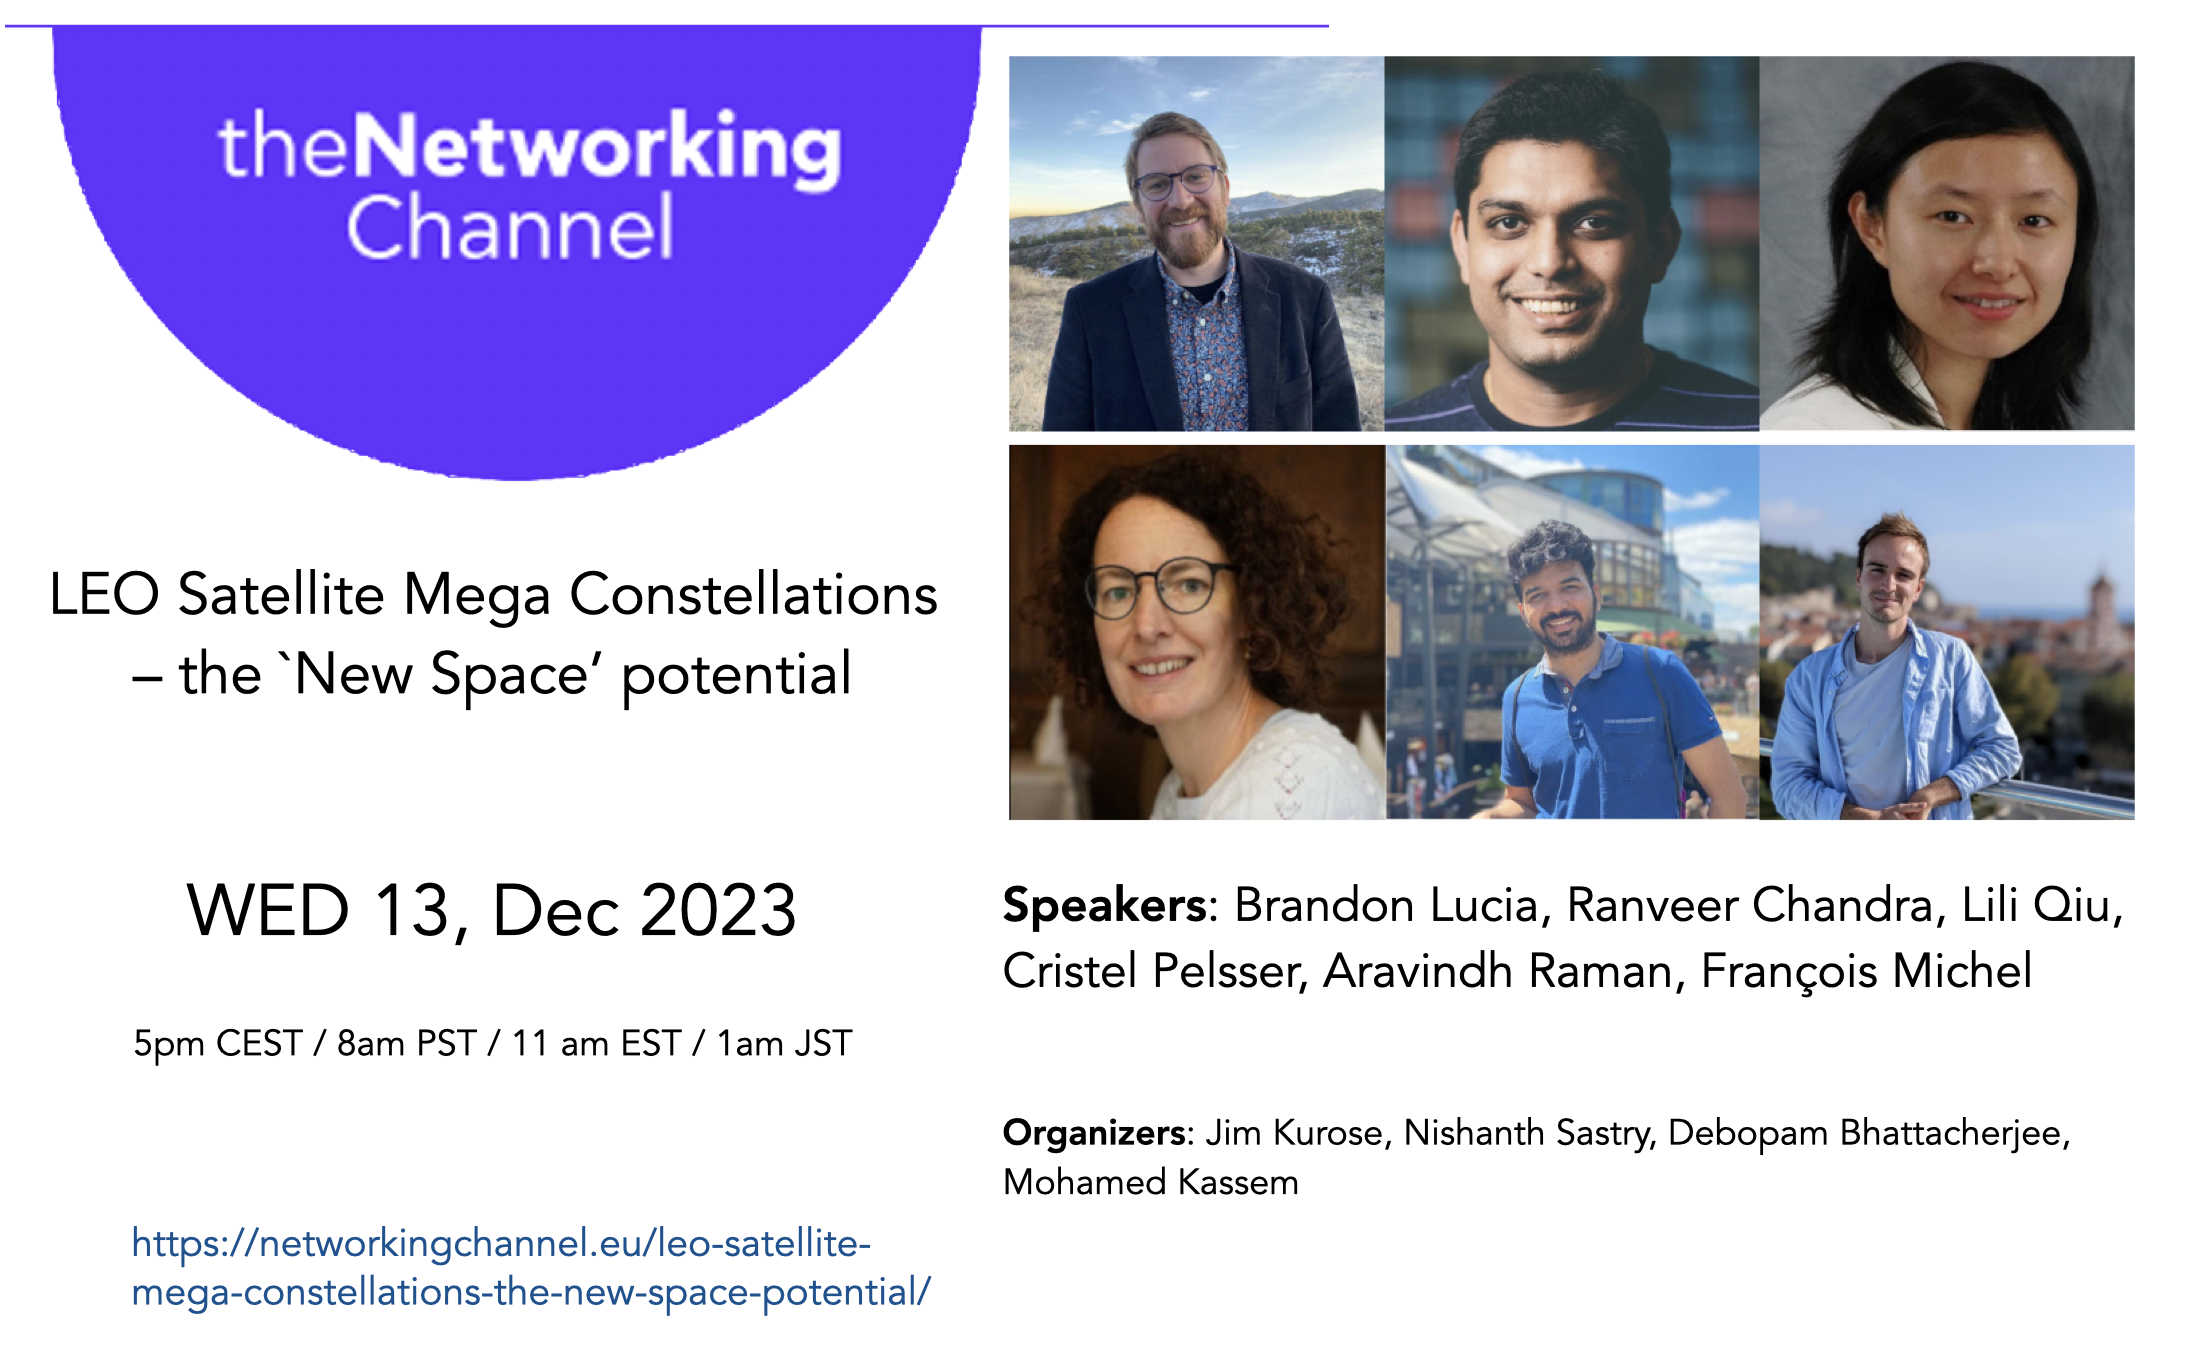 theNetworking
Channel
LEO Satellite Mega Constellations
– the `New Space’ potential
WED 13, Dec 2023
5pm CEST / 8am PST / 11 am EST / 1am JST
https://networkingchannel.eu/leo-satellite-
mega-constellations-the-new-space-potential/
Speakers: Brandon Lucia, Ranveer Chandra, Lili Qiu,
Cristel Pelsser, Aravindh Raman, François Michel
Organizers: Jim Kurose, Nishanth Sastry, Debopam Bhattacherjee,
Mohamed Kassem